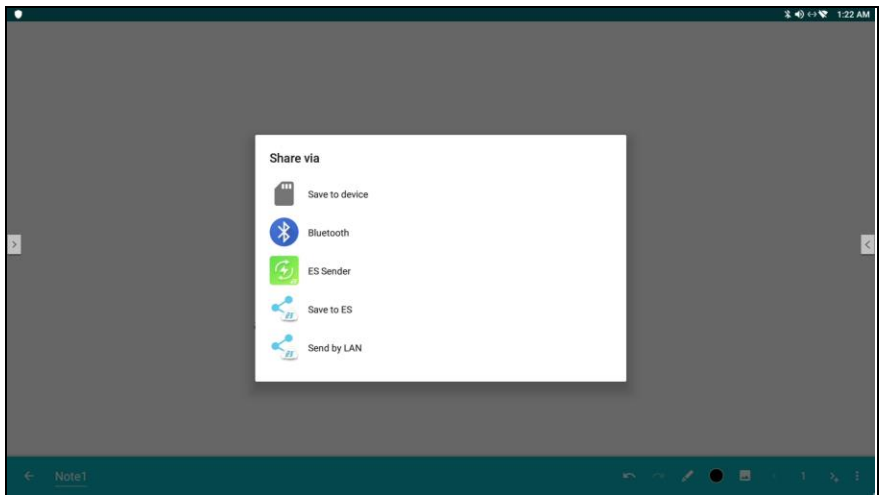 1:22 AM
Share via
Save to device
Bluetooth
ES Sender
Save to ES
Send by LAN
Note1
1